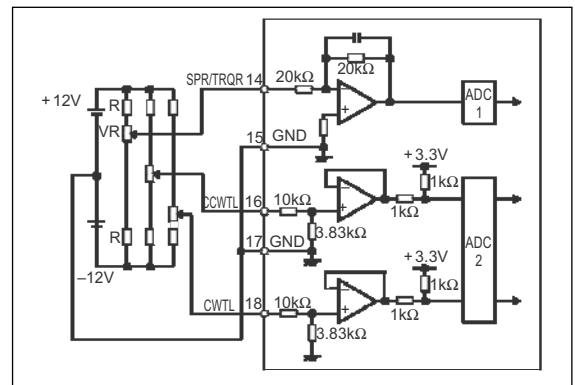 SPR/TRQR 14
20kΩ
20kΩ
ADC
1
+12V
R
VR
15 GND
+3.3V
1kΩ
CCWTL 16
10kΩ
1kΩ
3.83kΩ
R
17 GND
ADC
2
–12V
+3.3V
1kΩ
CWTL 18
10kΩ
1kΩ
3.83kΩ